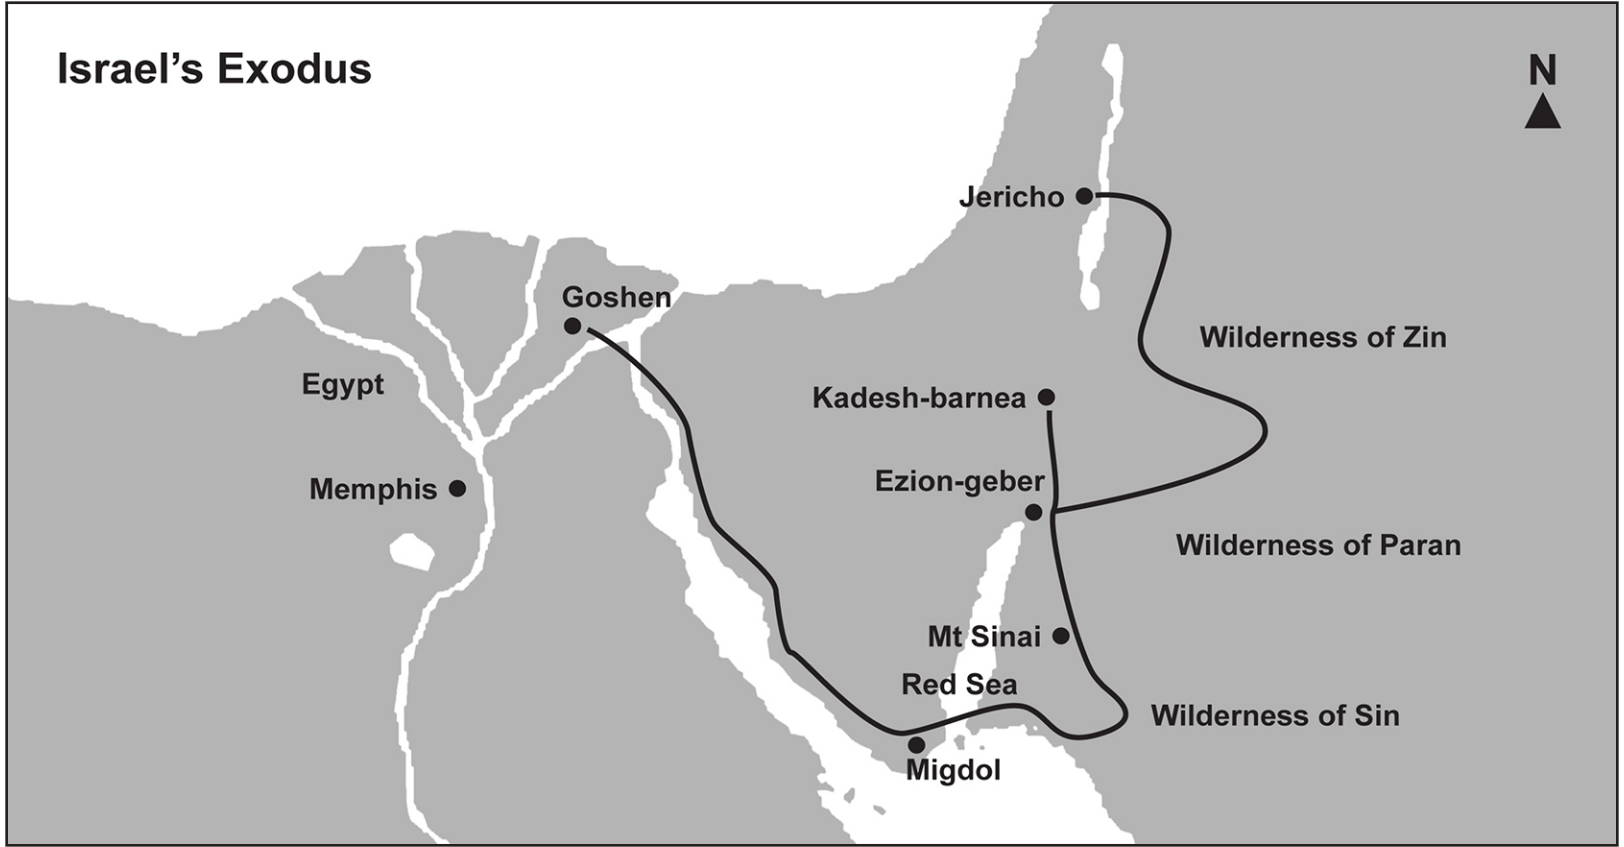 Israel’s Exodus
N
Jericho
Goshen
Wilderness of Zin
Egypt
Kadesh-barnea
Memphis
Ezion-geber
Wilderness of Paran
Mt Sinai
Red Sea
Wilderness of Sin
Migdol